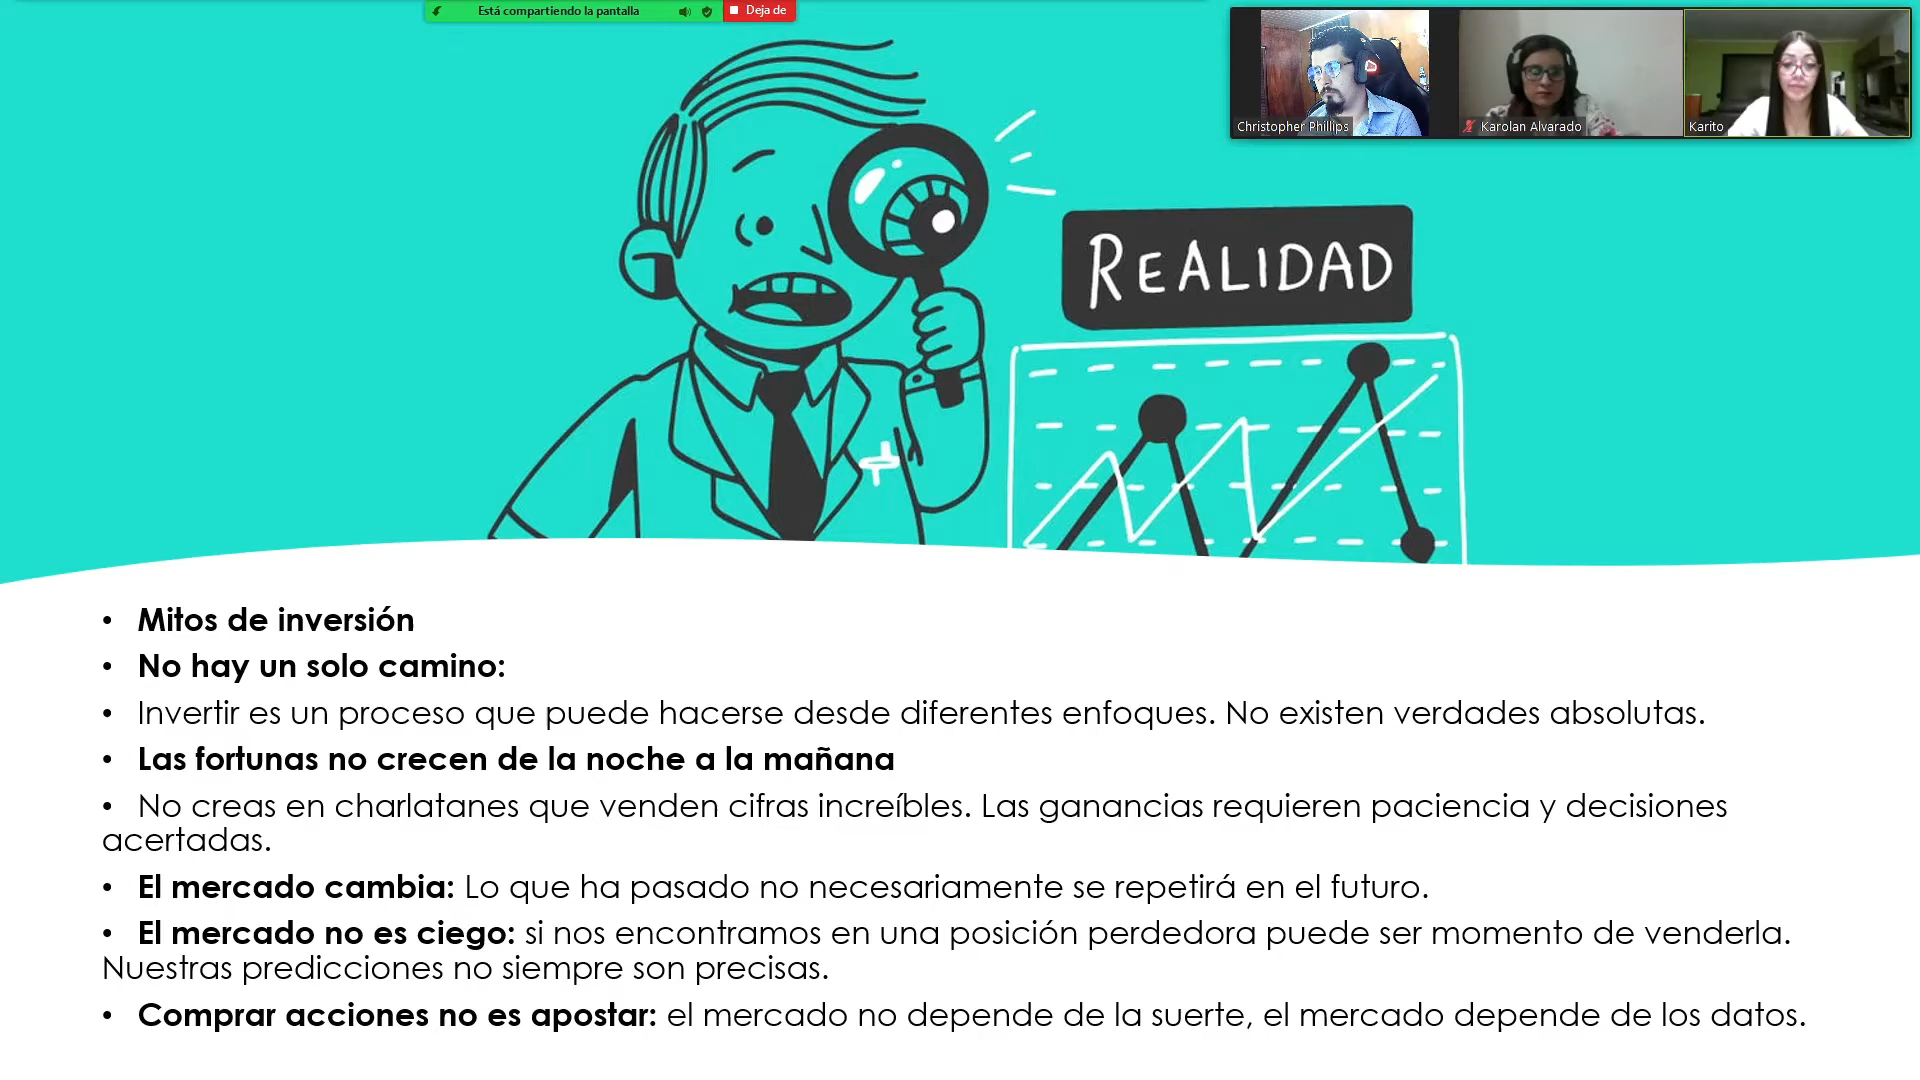 Está compartiendo la pantalla
Deja de
Christopher Phillips
Karolan Alvarado
Karito
REALIDAD
• Mitos de inversión
• No hay un solo camino:
• Invertir es un proceso que puede hacerse desde diferentes enfoques. No existen verdades absolutas.
• Las fortunas no crecen de la noche a la mañana
• No creas en charlatanes que venden cifras increíbles. Las ganancias requieren paciencia y decisiones
acertadas.
• El mercado cambia: Lo que ha pasado no necesariamente se repetirá en el futuro.
• El mercado no es ciego: si nos encontramos en una posición perdedora puede ser momento de venderla.
Nuestras predicciones no siempre son precisas.
• Comprar acciones no es apostar: el mercado no depende de la suerte, el mercado depende de los datos.